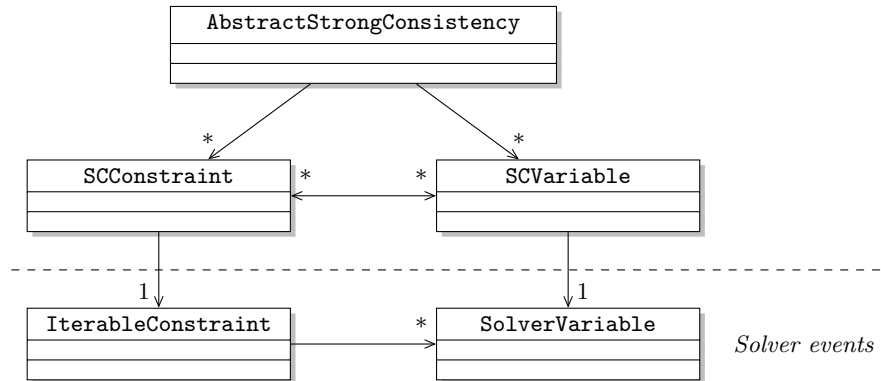 AbstractStrongConsistency
* *
SCConstraint * * SCVariable
1 1
IterableConstraint * SolverVariable
Solver events